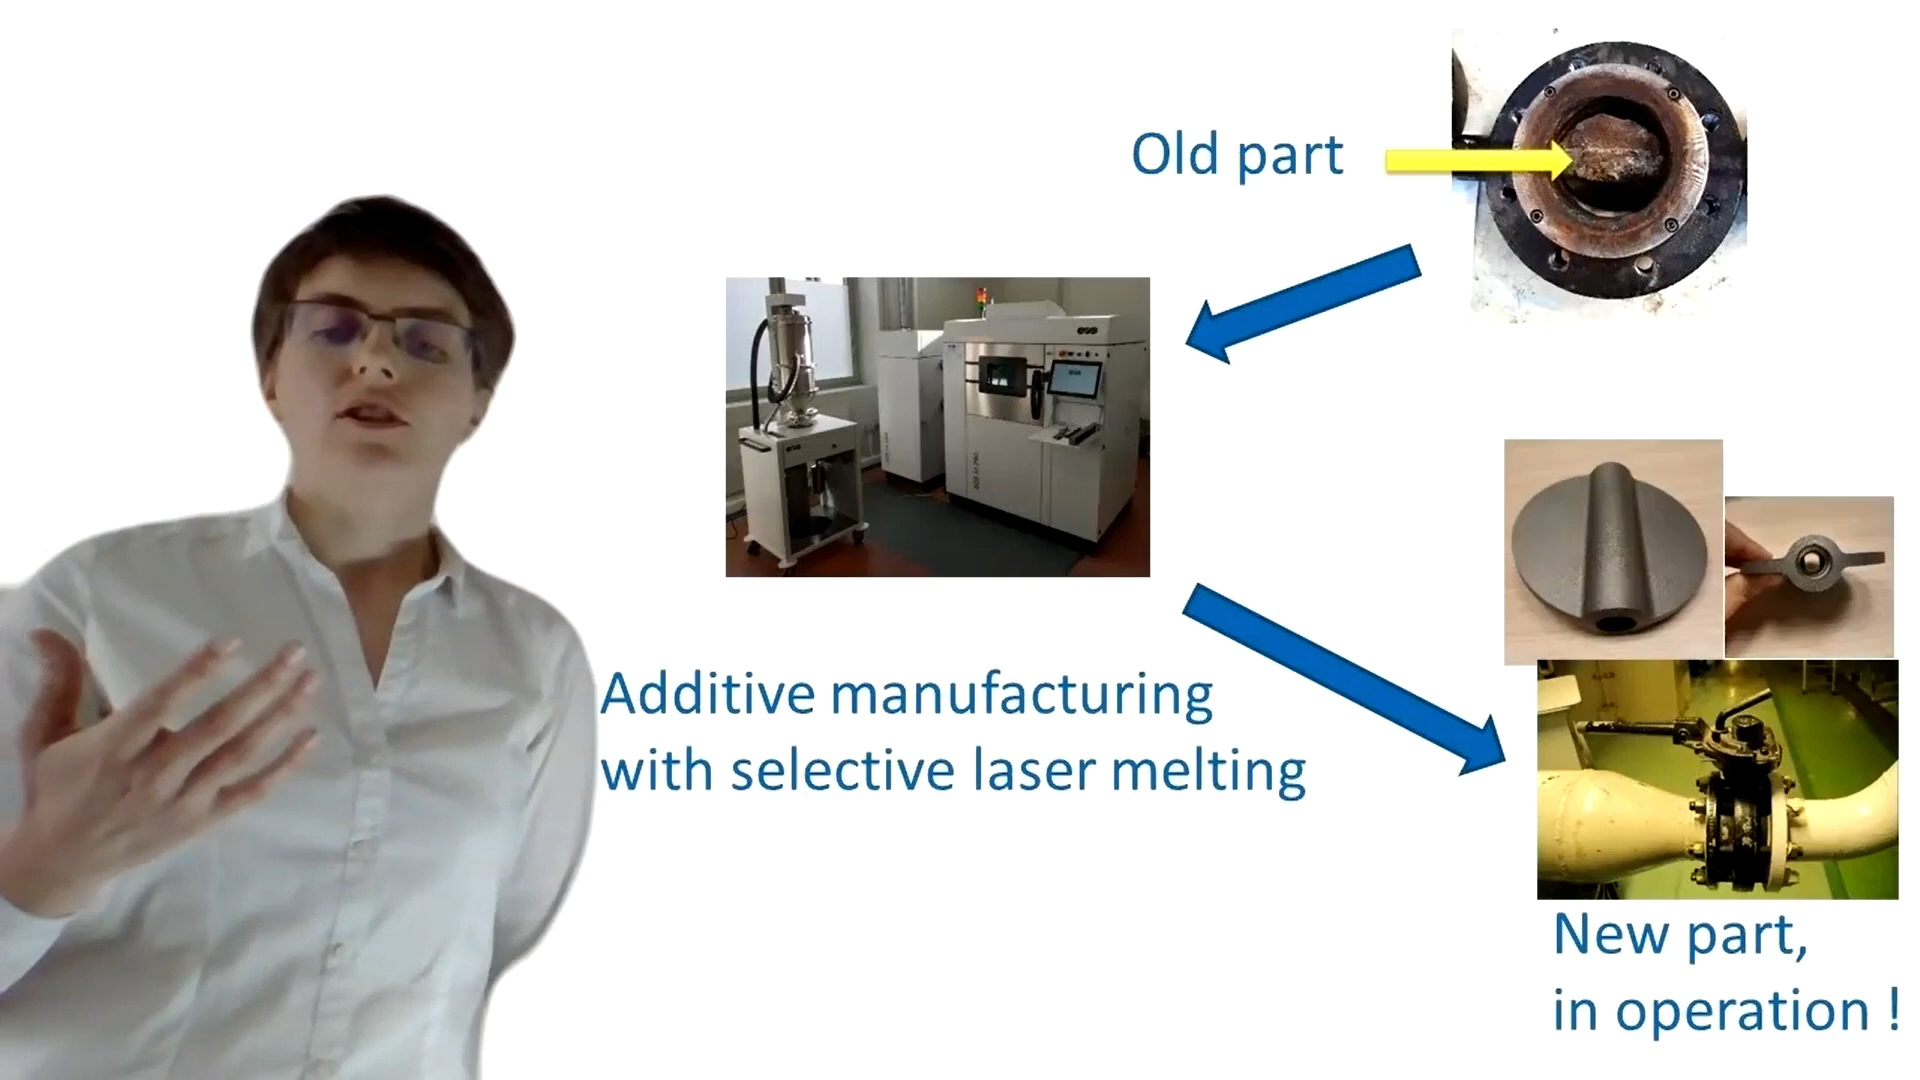 Old part
Additive manufacturing
with selective laser melting
New part,
in operation !